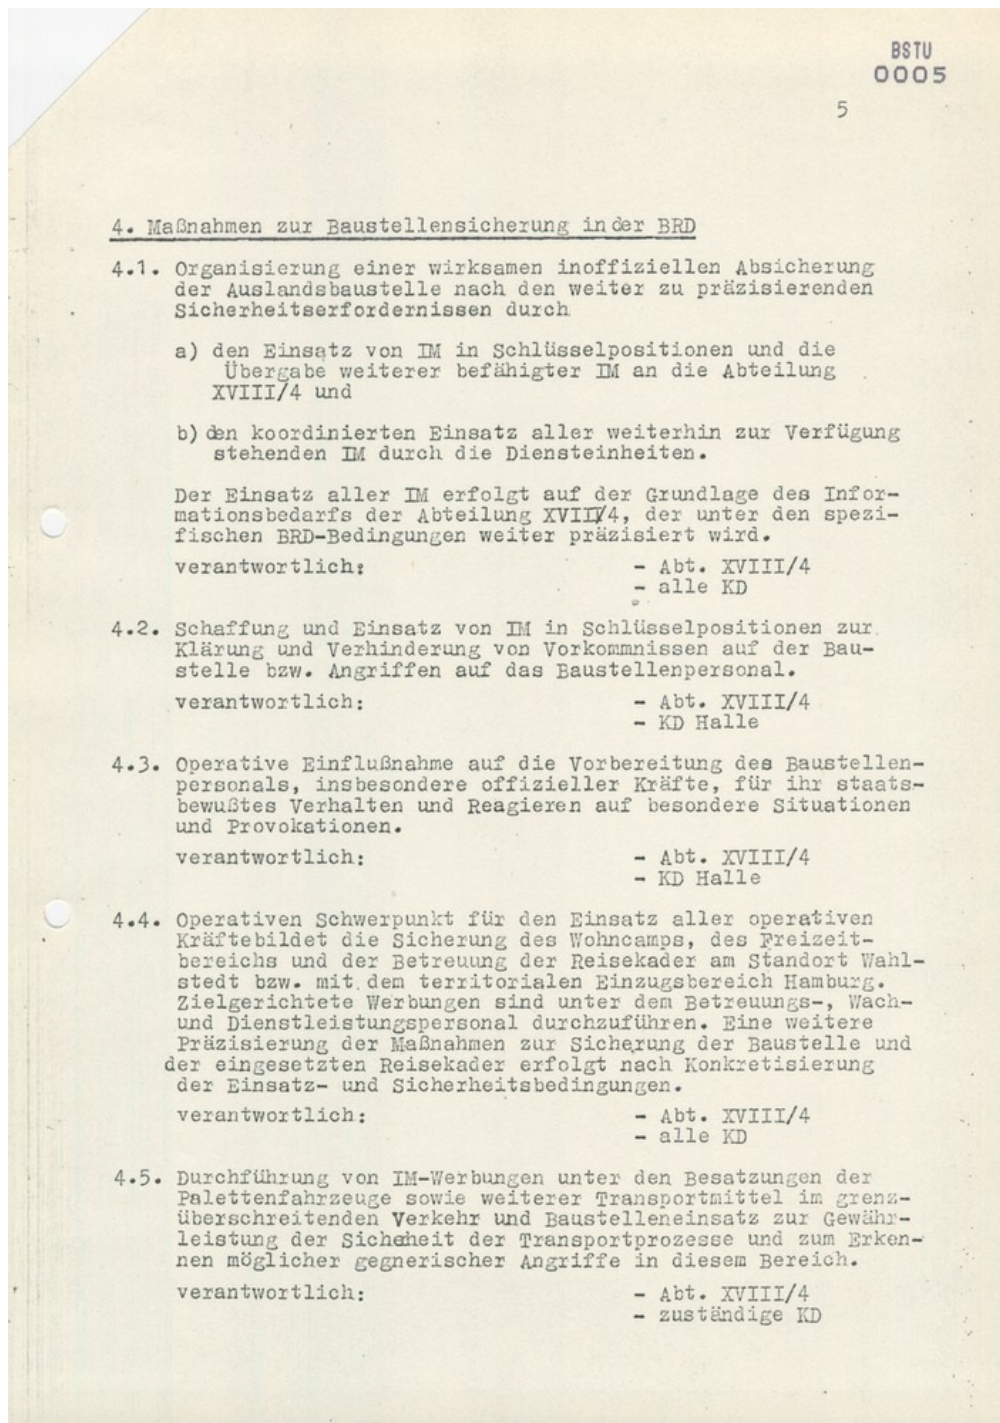 BSTU
0005
5
4. Maßnahmen zur Baustellensicherung in der BRD
4.1. Organisierung einer wirksamen inoffiziellen Absicherung
der Auslandsbaustelle nach den weiter zu präzisierenden
Sicherheitserfordernissen durch
a) den Einsatz von IM in Schlüsselpositionen und die
Übergabe weiterer befähigter IM an die Abteilung
XVIII/4 und
b) den koordinierten Einsatz aller weiterhin zur Verfügung
stehenden IM durch die Diensteinheiten.
Der Einsatz aller IM erfolgt auf der Grundlage des Infor-
mationsbedarfs der Abteilung XVIII/4, der unter den spezi-
fischen BRD-Bedingungen weiter präzisiert wird.
verantwortlich: - Abt. XVIII/4
- alle KD
4.2. Schaffung und Einsatz von IM in Schlüsselpositionen zur
Klärung und Verhinderung von Vorkommnissen auf der Bau-
stelle bzw. Angriffen auf das Baustellenpersonal.
verantwortlich: - Abt. XVIII/4
- KD Halle
4.3. Operative Einflußnahme auf die Vorbereitung des Baustellen-
personals, insbesondere offizieller Kräfte, für ihr staats-
bewußtes Verhalten und Reagieren auf besondere Situationen
und Provokationen.
verantwortlich: - Abt. XVIII/4
- KD Halle
4.4. Operativen Schwerpunkt für den Einsatz aller operativen
Kräftebildet die Sicherung des Wohncamps, des Freizeit-
bereichs und der Betreuung der Reisekader am Standort Wahl-
stedt bzw. mit dem territorialen Einzugsbereich Hamburg.
Zielgerichtete Werbungen sind unter dem Betreuungs-, Wach-
und Dienstleistungspersonal durchzuführen. Eine weitere
Präzisierung der Maßnahmen zur Sicherung der Baustelle und
der eingesetzten Reisekader erfolgt nach Konkretisierung
der Einsatz- und Sicherheitsbedingungen.
verantwortlich: - Abt. XVIII/4
- alle KD
4.5. Durchführung von IM-Werbungen unter den Besatzungen der
Palettenfahrzeuge sowie weiterer Transportmittel im grenz-
überschreitenden Verkehr und Baustelleneinsatz zur Gewähr-
leistung der Sicheheit der Transportprozesse und zum Erken-
nen möglicher gegnerischer Angriffe in diesem Bereich.
verantwortlich: - Abt. XVIII/4
- zuständige KD